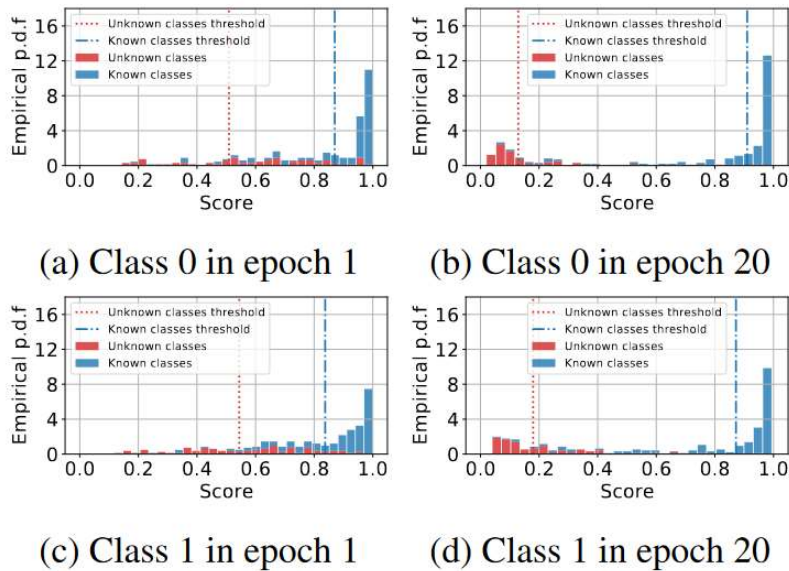 Empirical p.d.f
16
12
8
4
0
Unknown classes threshold
Known classes threshold
Unknown classes
Known classes
0.0 0.2 0.4 0.6 0.8 1.0
Score
(a) Class 0 in epoch 1
Empirical p.d.f
16
12
8
4
0
Unknown classes threshold
Known classes threshold
Unknown classes
Known classes
0.0 0.2 0.4 0.6 0.8 1.0
Score
(b) Class 0 in epoch 20
Empirical p.d.f
16
12
8
4
0
Unknown classes threshold
Known classes threshold
Unknown classes
Known classes
0.0 0.2 0.4 0.6 0.8 1.0
Score
(c) Class 1 in epoch 1
Empirical p.d.f
16
12
8
4
0
Unknown classes threshold
Known classes threshold
Unknown classes
Known classes
0.0 0.2 0.4 0.6 0.8 1.0
Score
(d) Class 1 in epoch 20